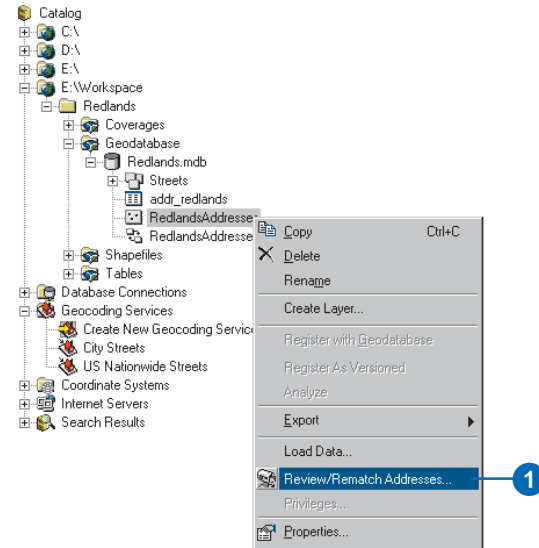 Catalog
C:\
D:\
E:\
E:\Workspace
Redlands
Coverages
Geodatabase
Redlands.mdb
Streets
addr_redlands
RedlandsAddresses
RedlandsAddresse
Shapefiles
Tables
Database Connections
Geocoding Services
Create New Geocoding Servic
City Streets
US Nationwide Streets
Coordinate Systems
Internet Servers
Search Results
Copy Ctrl+C
Delete
Rename
Create Layer...
Register with Geodatabase
Register As Versioned
Analyze
Export
Load Data...
Review/Rematch Addresses...
Privileges...
Properties...
1